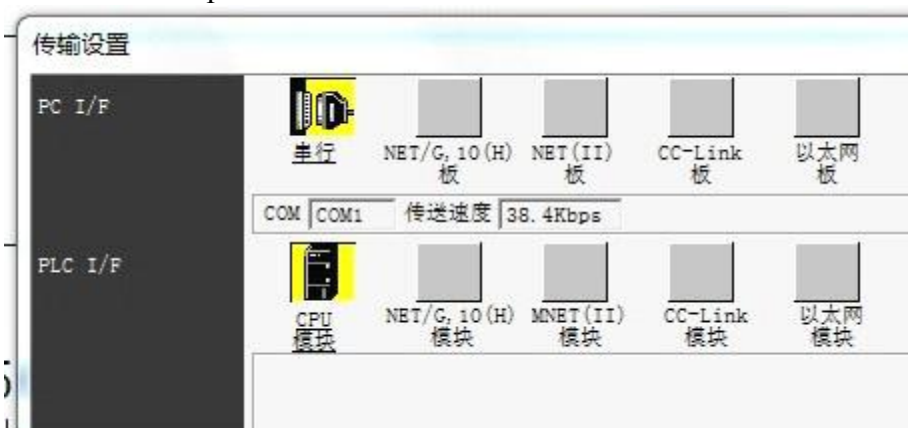 传输设置
PC I/F
串行
NET/G,10(H)
板
NET(II)
板
CC-Link
板
以太网
板
COM COM1 传送速度 38.4Kbps
PLC I/F
CPU
模块
NET/G,10(H)
模块
MNET(II)
模块
CC-Link
模块
以太网
模块